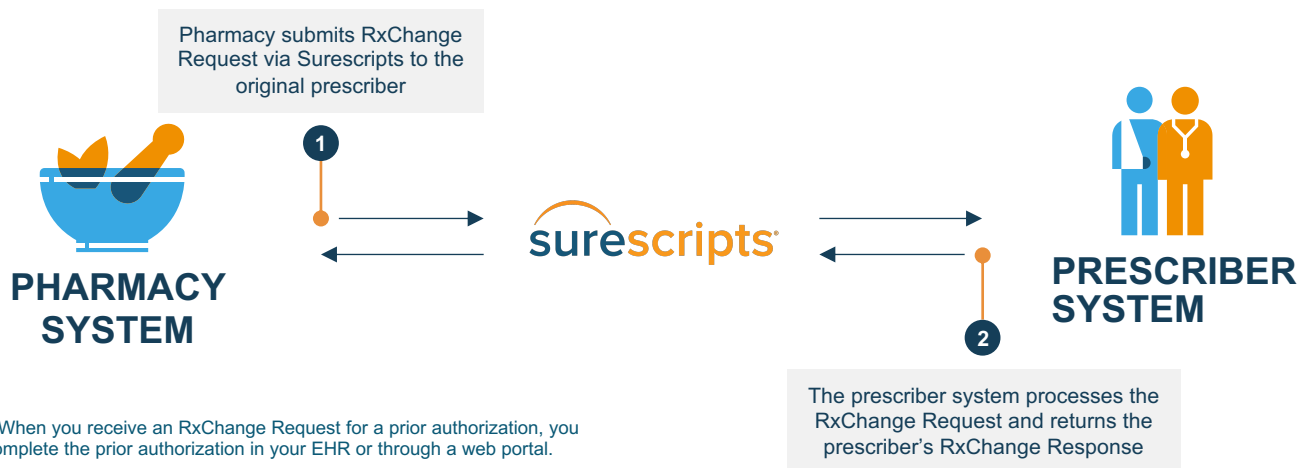 Pharmacy submits RxChange
Request via Surescripts to the
original prescriber
1
PHARMACY
SYSTEM
surescripts®
PRESCRIBER
SYSTEM
2
The prescriber system processes the
RxChange Request and returns the
prescriber's RxChange Response
When you receive an RxChange Request for a prior authorization, you
omplete the prior authorization in your EHR or through a web portal.